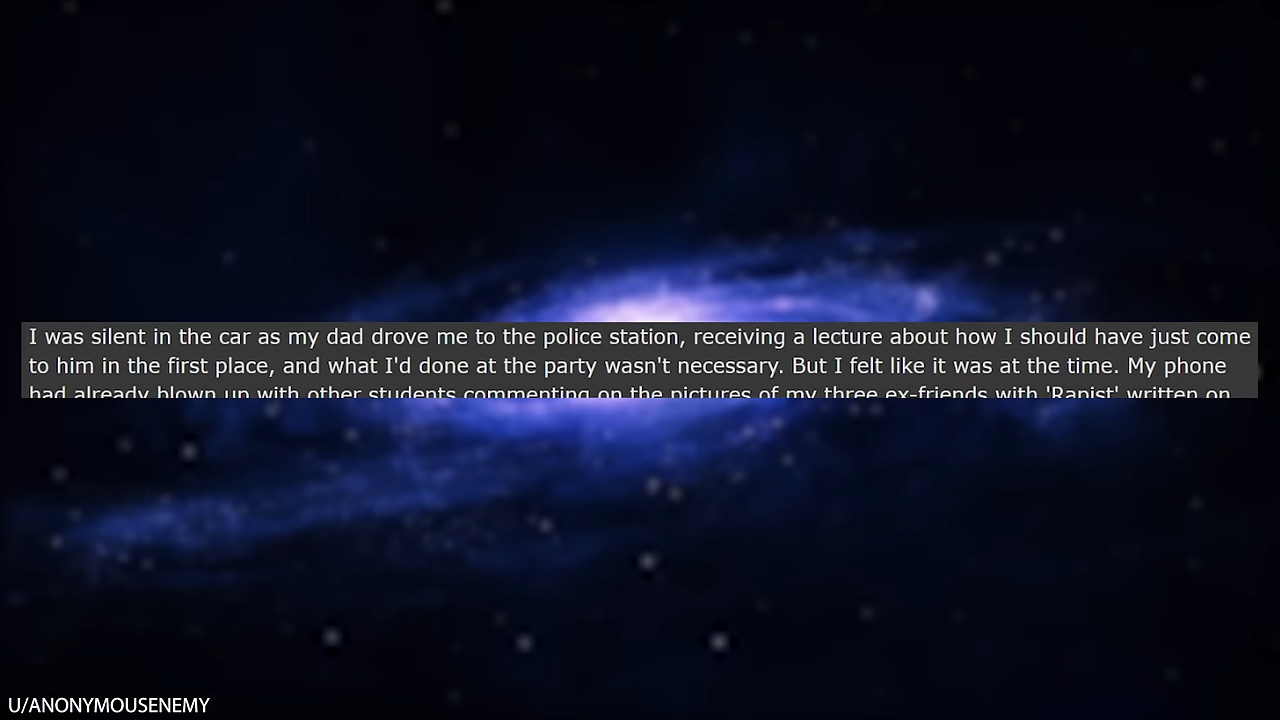 I was silent in the car as my dad drove me to the police station, receiving a lecture about how I should have just come
to him in the first place, and what I'd done at the party wasn't necessary. But I felt like it was at the time. My phone
had already blown up with other students commenting on the pictures of my three ex-friends with 'Rapist' written on
U/ANONYMOUSENEMY